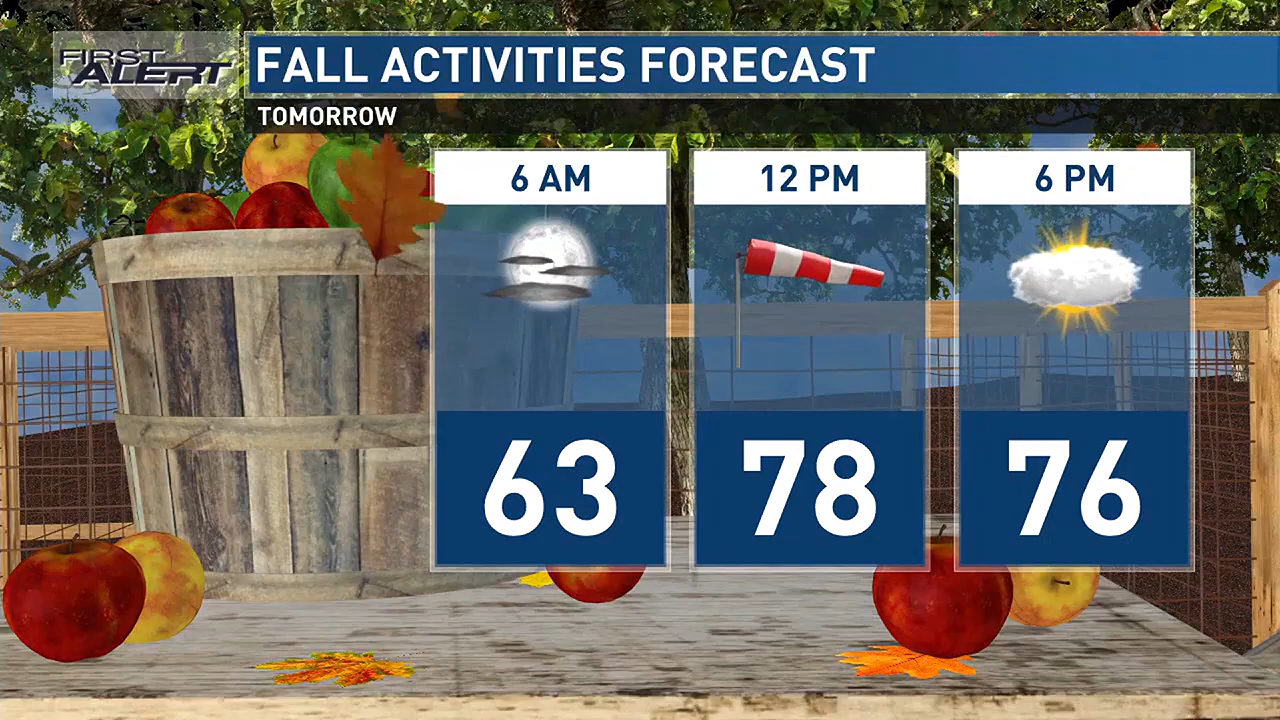 FIRST
ALERT
FALL ACTIVITIES FORECAST
TOMORROW
6 AM
12 PM
6 PM
63
78
76